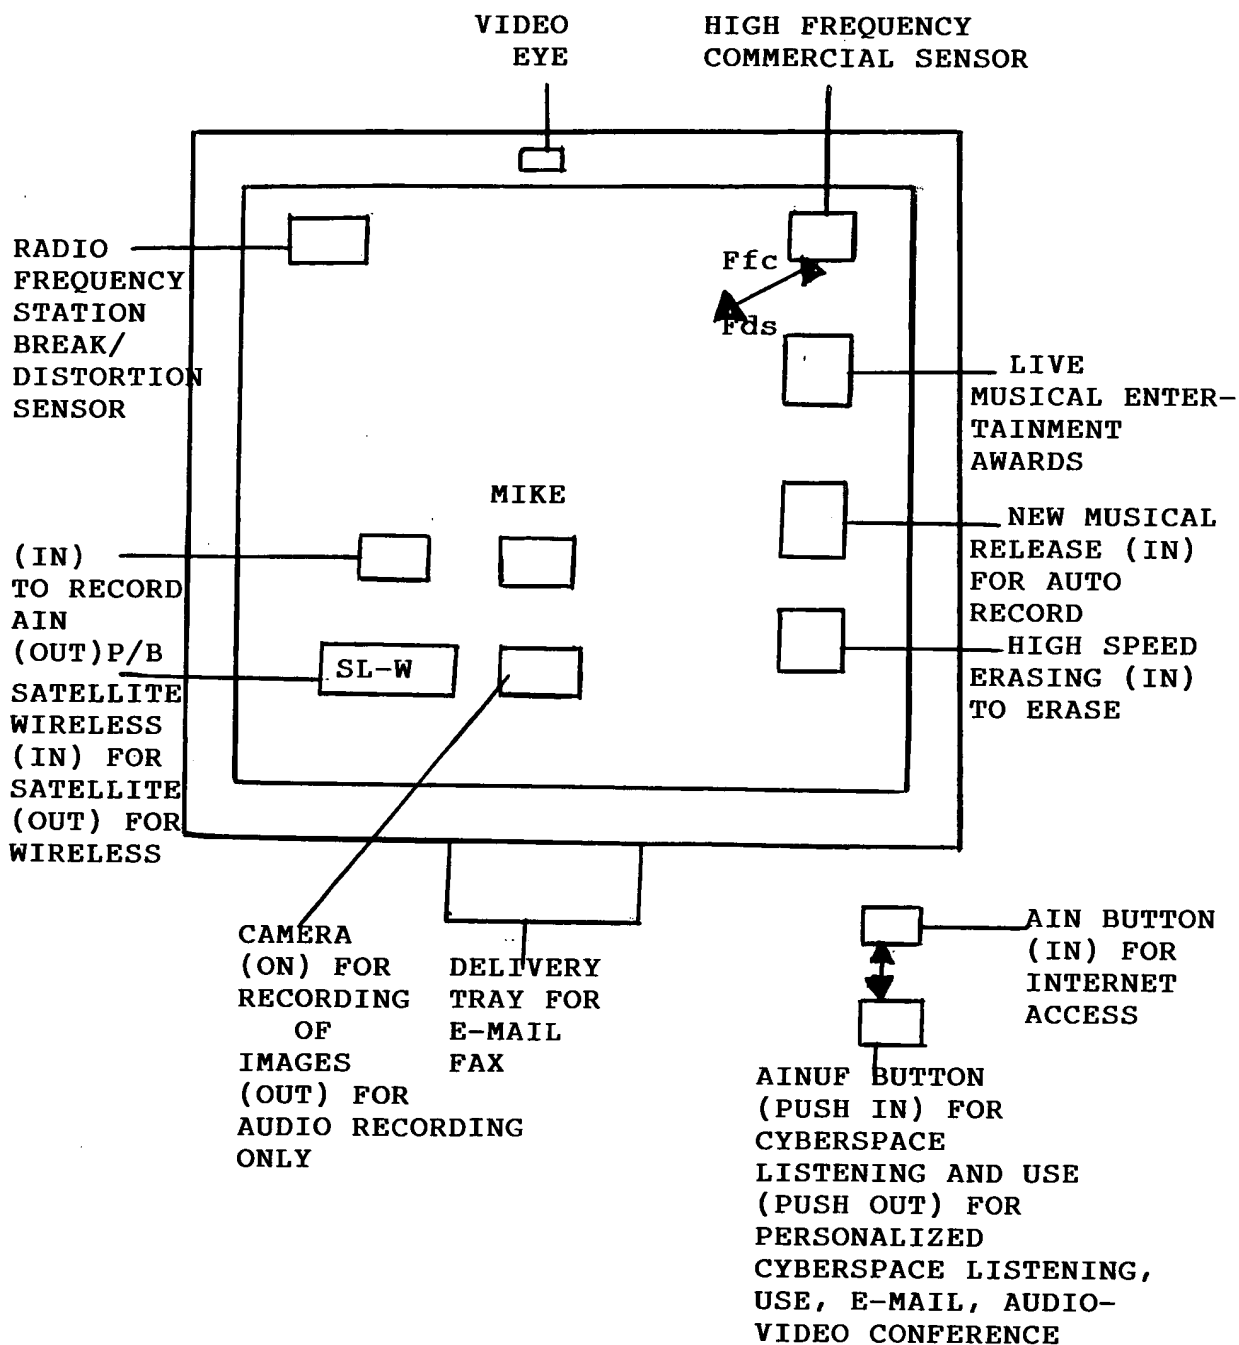 VIDEO
EYE
HIGH FREQUENCY
COMMERCIAL SENSOR
RADIO
FREQUENCY
STATION
BREAK/
DISTORTION
SENSOR
Ffc
Fds
LIVE
MUSICAL ENTER-
TAINMENT
AWARDS
MIKE
NEW MUSICAL
RELEASE (IN)
FOR AUTO
RECORD
(IN)
TO RECORD
AIN
(OUT)P/B
SL-W
HIGH SPEED
ERASING (IN)
TO ERASE
SATELLITE
WIRELESS
(IN) FOR
SATELLITE
(OUT) FOR
WIRELESS
CAMERA
(ON) FOR
RECORDING
OF
IMAGES
(OUT) FOR
AUDIO RECORDING
ONLY
DELIVERY
TRAY FOR
E-MAIL
FAX
AIN BUTTON
(IN) FOR
INTERNET
ACCESS
AINUF BUTTON
(PUSH IN) FOR
CYBERSPACE
LISTENING AND USE
(PUSH OUT) FOR
PERSONALIZED
CYBERSPACE LISTENING,
USE, E-MAIL, AUDIO-
VIDEO CONFERENCE